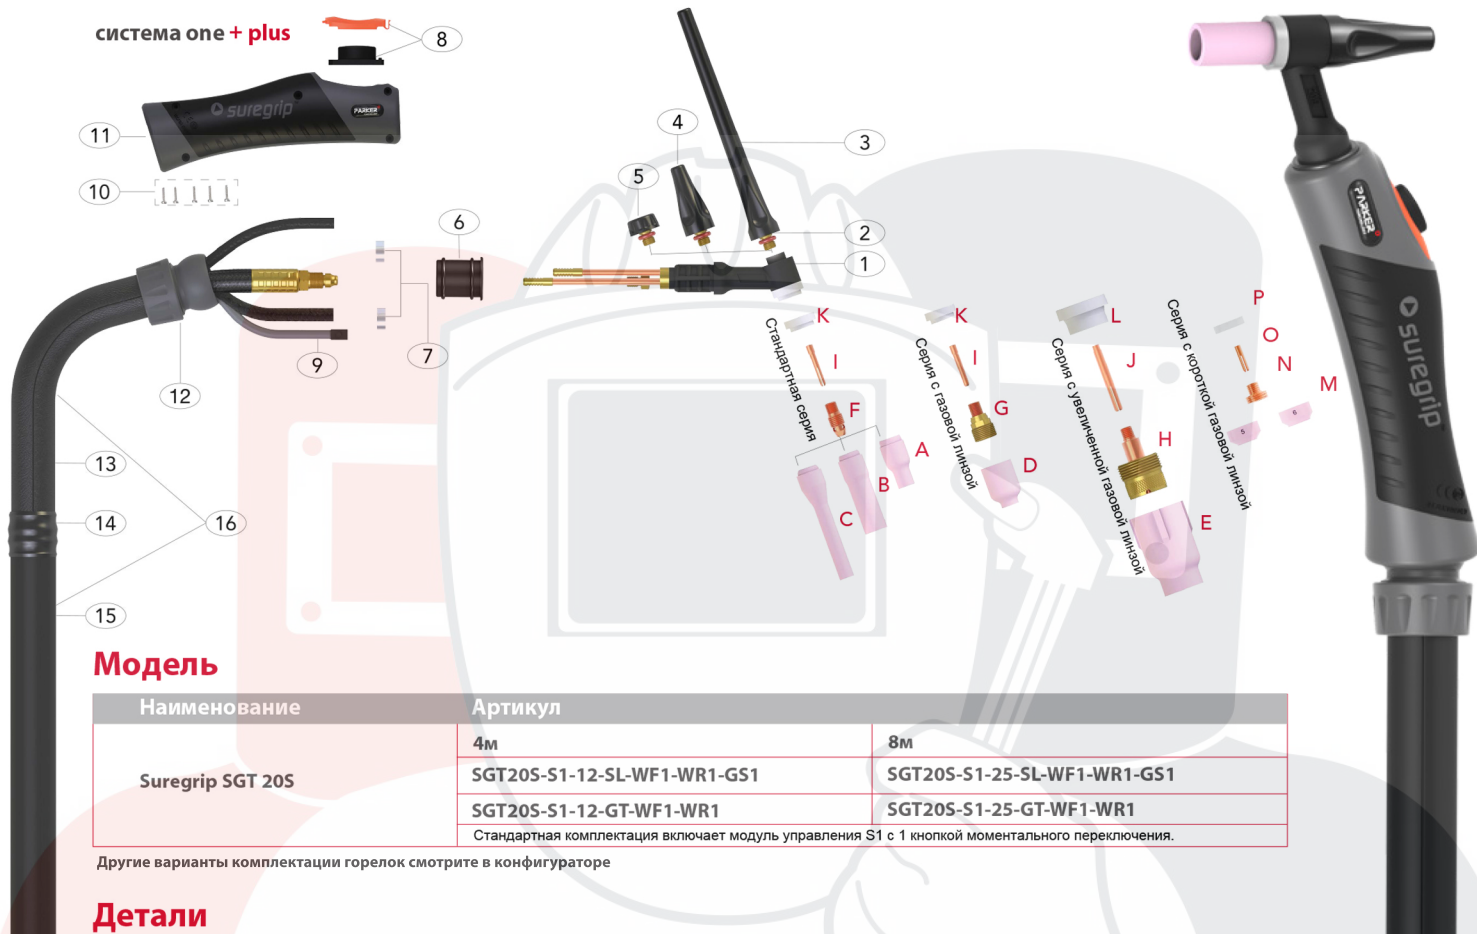 система one + plus
8
suregrip
PARKER
11
10
4
3
5
6
2
1
7
9
12
13
14
16
15
K
K
L
P
O
N
M
I
I
J
F
G
H
A
B
C
D
E
5
6
Стандартная серия
Серия с газовой линзой
Серия с увеличенной газовой линзой
Серия с короткой газовой линзой
PARKER
suregrip
Модель
Наименование Артикул
4м 8м
Suregrip SGT 20S
SGT20S-S1-12-SL-WF1-WR1-GS1 SGT20S-S1-25-SL-WF1-WR1-GS1
SGT20S-S1-12-GT-WF1-WR1 SGT20S-S1-25-GT-WF1-WR1
Стандартная комплектация включает модуль управления S1 с 1 кнопкой моментального переключения.
Другие варианты комплектации горелок смотрите в конфигураторе
Детали